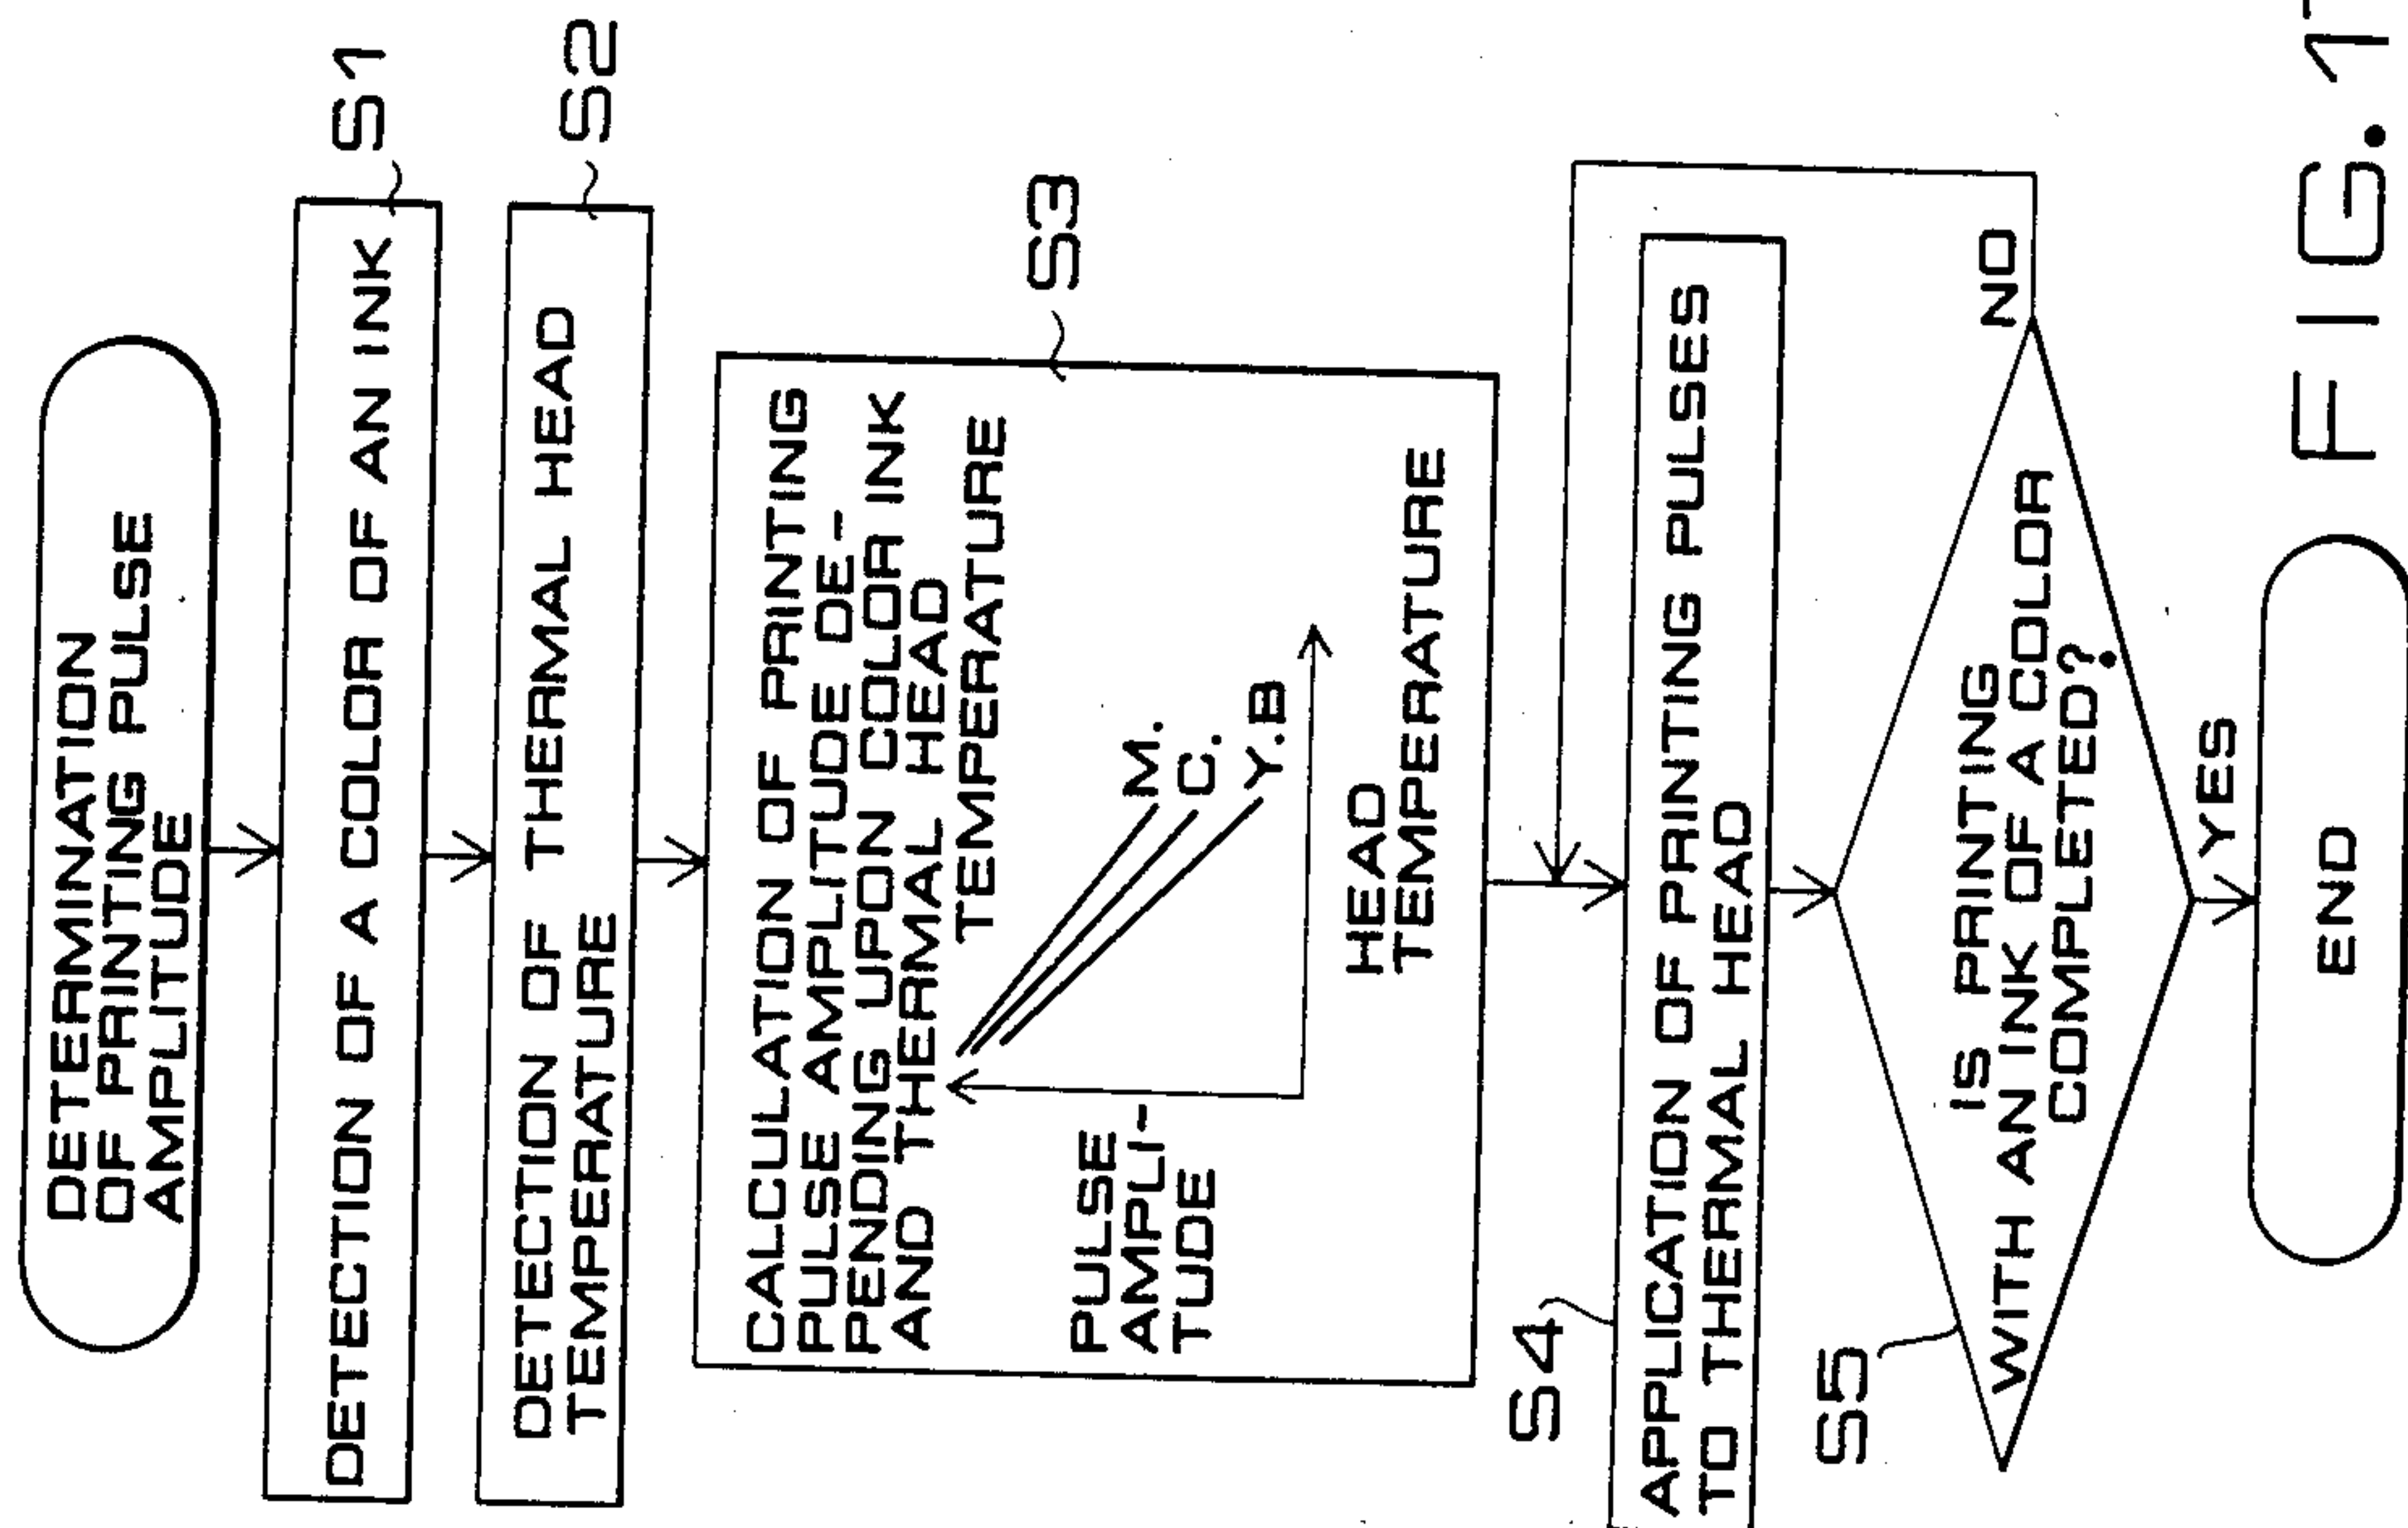 DETERMINATION
OF PRINTING PULSE
AMPLITUDE
DETECTION OF A COLOR OF AN INK
S1
DETECTION OF THERMAL HEAD
TEMPERATURE
S2
CALCULATION OF PRINTING
PULSE AMPLITUDE DE-
PENDING UPON COLOR INK
AND THERMAL HEAD
TEMPERATURE
S3
PULSE
AMPLI-
TUDE
M.
C.
Y.B
HEAD
TEMPERATURE
S4
APPLICATION OF PRINTING PULSES
TO THERMAL HEAD
S5
IS PRINTING
WITH AN INK OF A COLOR
COMPLETED?
NO
YES
END